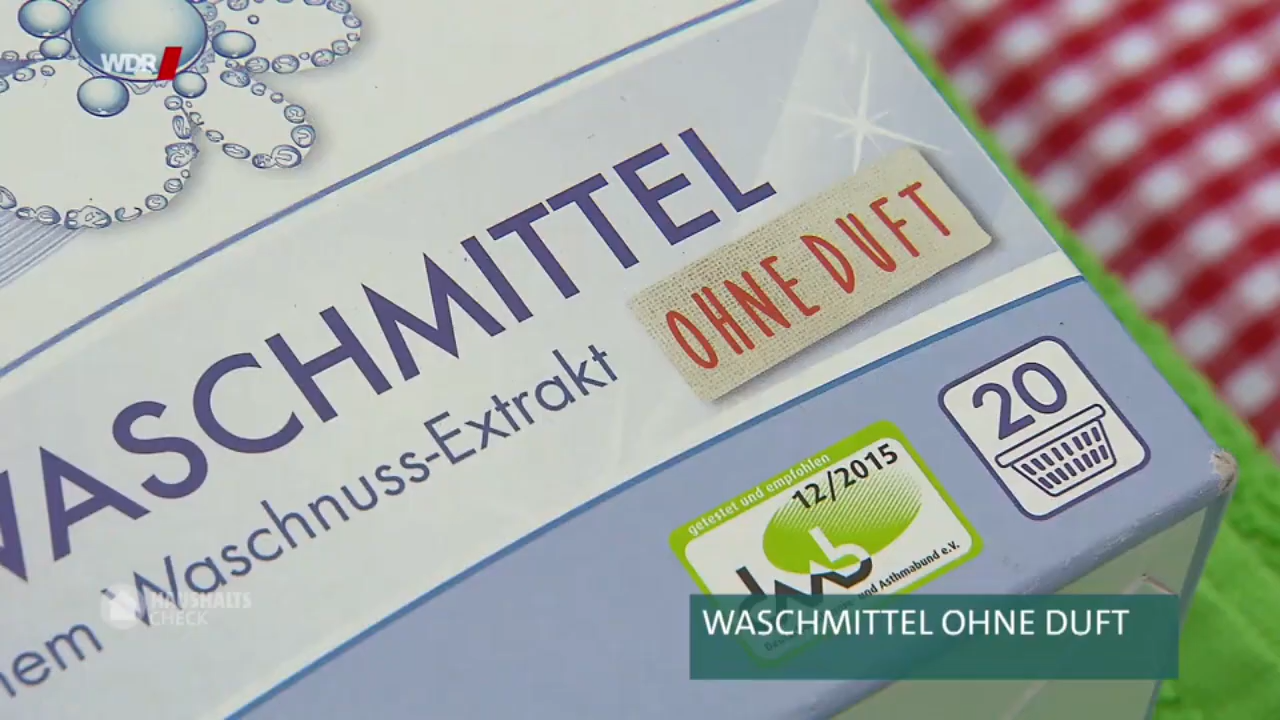 WDR
WASCHMITTEL
OHNE DUFT
Waschnuss-Extrakt
20
getestet und empfohlen
12/2015
und Asthmabund e.V.
HAUSHALTS
CHECK
WASCHMITTEL OHNE DUFT